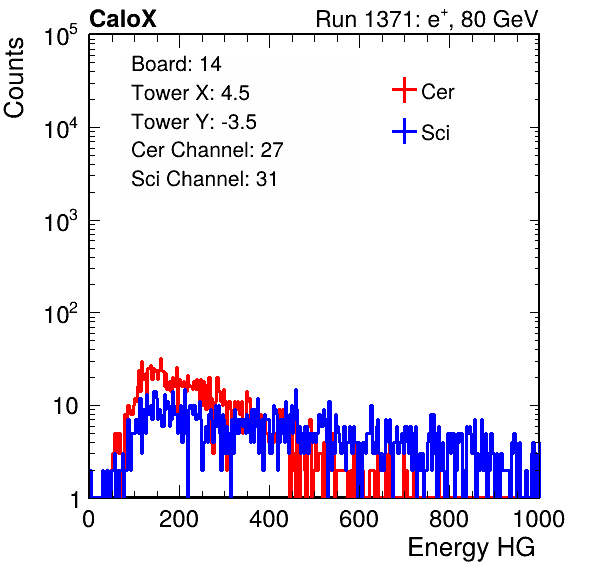 CaloX Run 1371: e⁺, 80 GeV
Counts
Board: 14
Tower X: 4.5
Tower Y: -3.5
Cer Channel: 27
Sci Channel: 31
Cer
Sci
10⁵
10⁴
10³
10²
10
1
0 200 400 600 800 1000
Energy HG